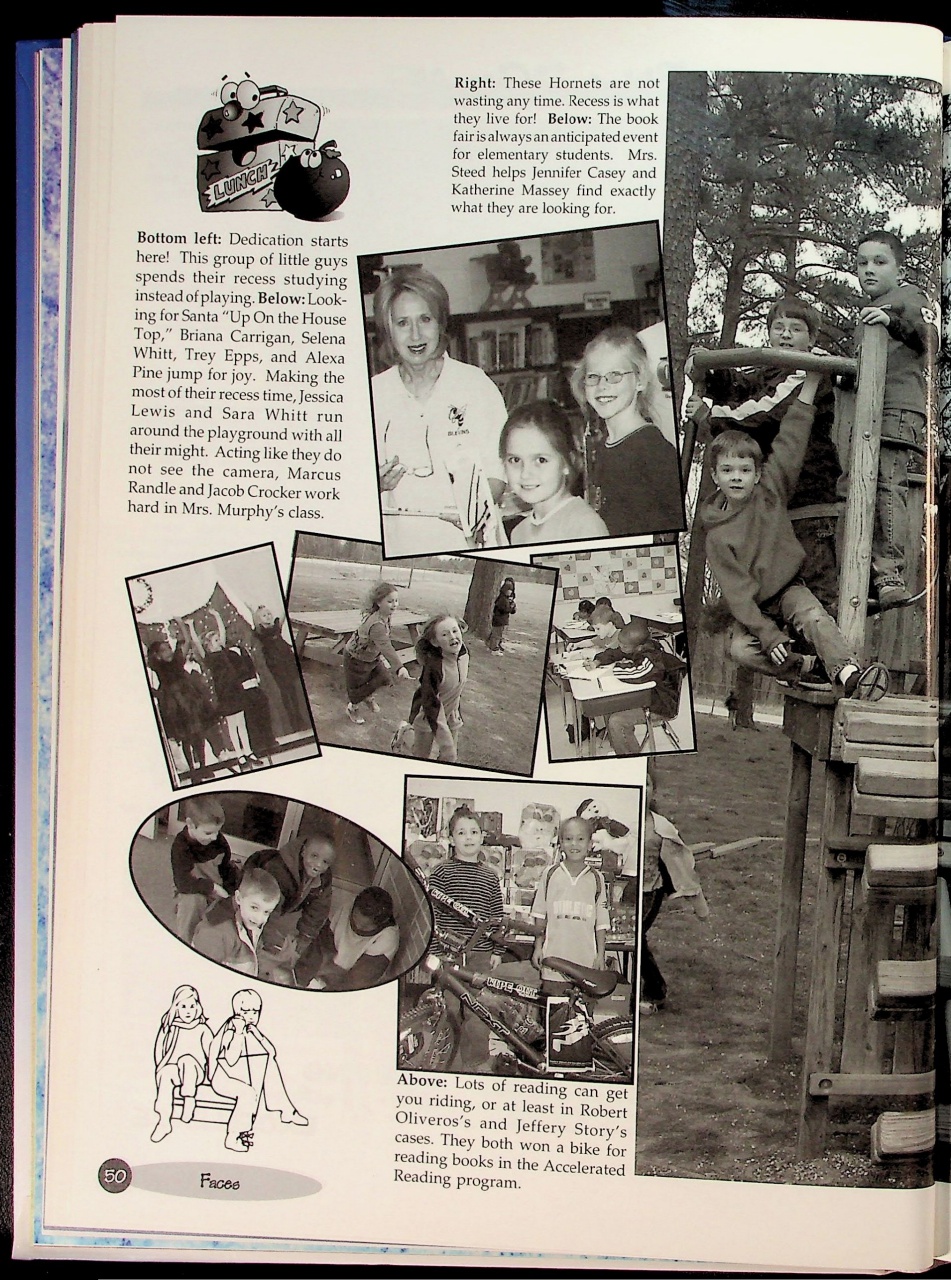 LUNCH
Right: These Hornets are not
wasting any time. Recess is what
they live for! Below: The book
fair is always an anticipated event
for elementary students. Mrs.
Steed helps Jennifer Casey and
Katherine Massey find exactly
what they are looking for.
Bottom left: Dedication starts
here! This group of little guys
spends their recess studying
instead of playing. Below: Look-
ing for Santa “Up On the House
Top,” Briana Carrigan, Selena
Whitt, Trey Epps, and Alexa
Pine jump for joy. Making the
most of their recess time, Jessica
Lewis and Sara Whitt run
around the playground with all
their might. Acting like they do
not see the camera, Marcus
Randle and Jacob Crocker work
hard in Mrs. Murphy’s class.
Above: Lots of reading can get
you riding, or at least in Robert
Oliveros’s and Jeffery Story’s
cases. They both won a bike for
reading books in the Accelerated
Reading program.
50
Faces